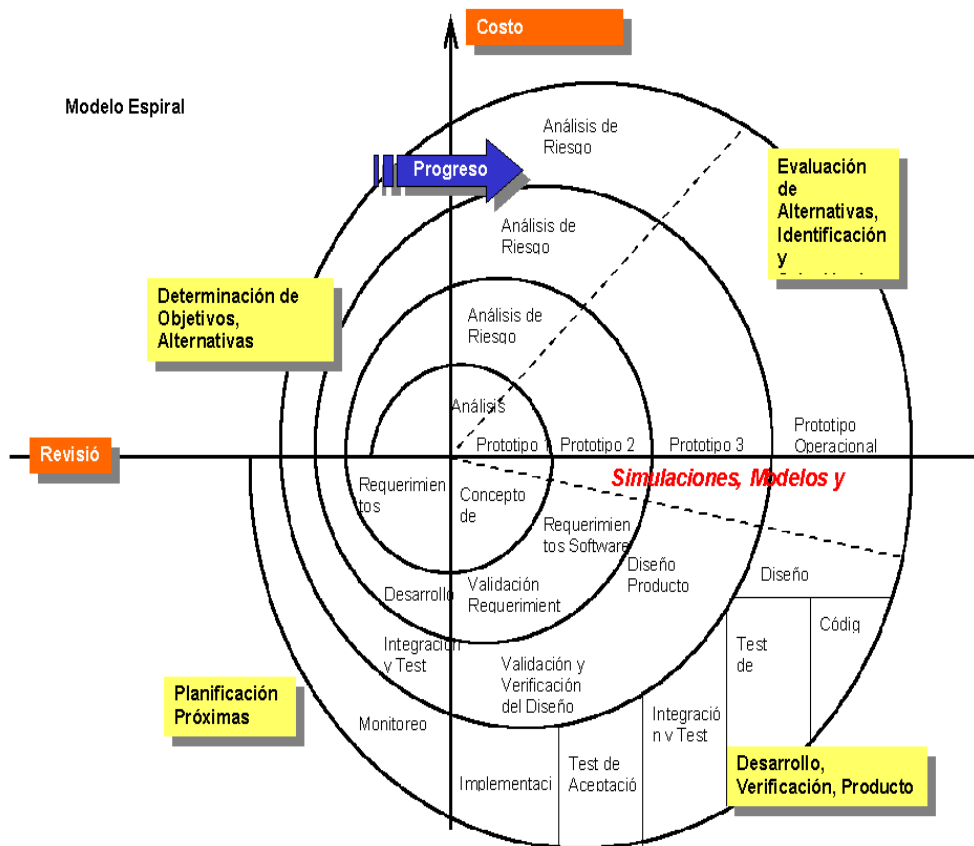 Costo
Modelo Espiral
Análisis de
Riesgo
Progreso
Evaluación
de
Alternativas,
Identificación
y
Análisis de
Riesgo
Determinación de
Objetivos,
Alternativas
Análisis de
Riesgo
Análisis
Prototipo
Prototipo 2
Prototipo 3
Prototipo
Operacional
Revisió
Simulaciones, Modelos y
Requerimien
tos
Concepto
de
Requerimien
tos Software
Diseño
Producto
Diseño
Desarrollo
Validación
Requerimient
Códig
Test
de
Integración
y Test
Validación y
Verificación
del Diseño
Planificación
Próximas
Monitoreo
Integració
n y Test
Implementaci
Test de
Aceptació
Desarrollo,
Verificación, Producto